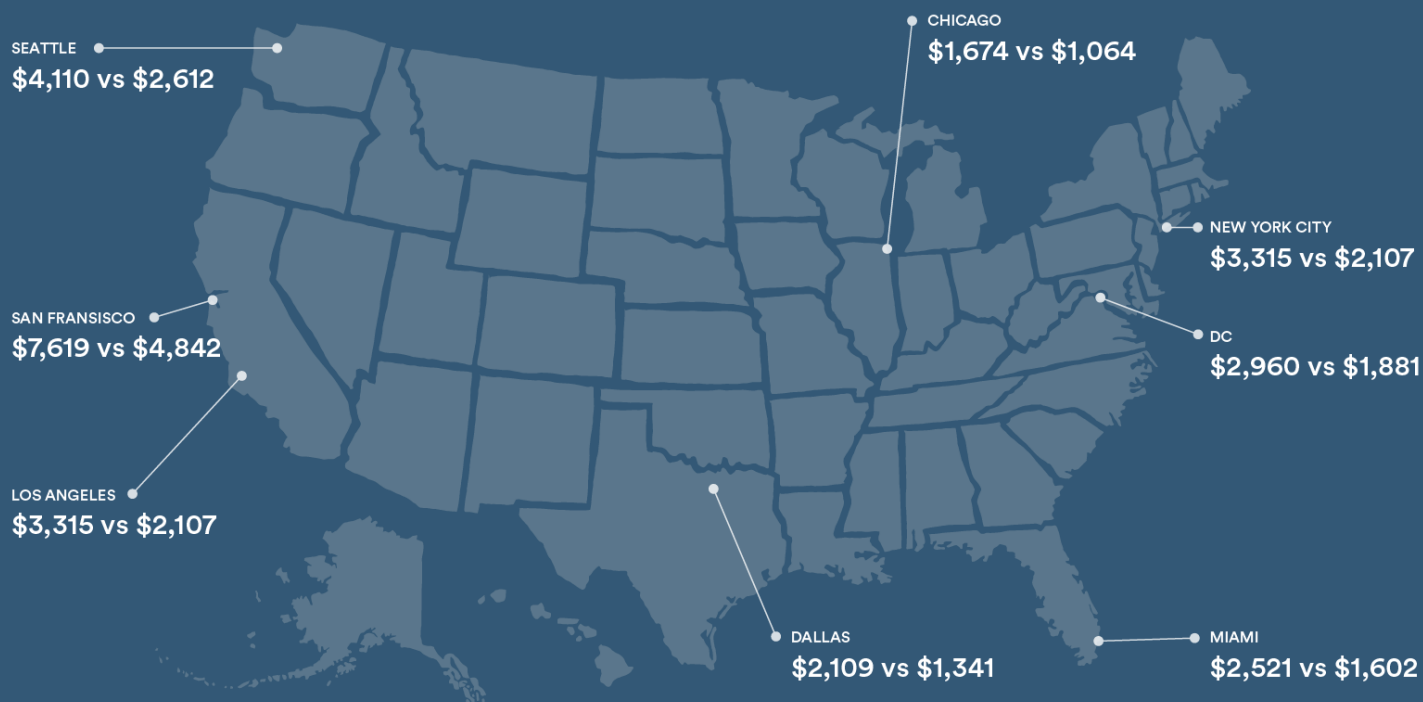 SEATTLE
$4,110 vs $2,612
CHICAGO
$1,674 vs $1,064
NEW YORK CITY
$3,315 vs $2,107
SAN FRANSISCO
$7,619 vs $4,842
DC
$2,960 vs $1,881
LOS ANGELES
$3,315 vs $2,107
DALLAS
$2,109 vs $1,341
MIAMI
$2,521 vs $1,602